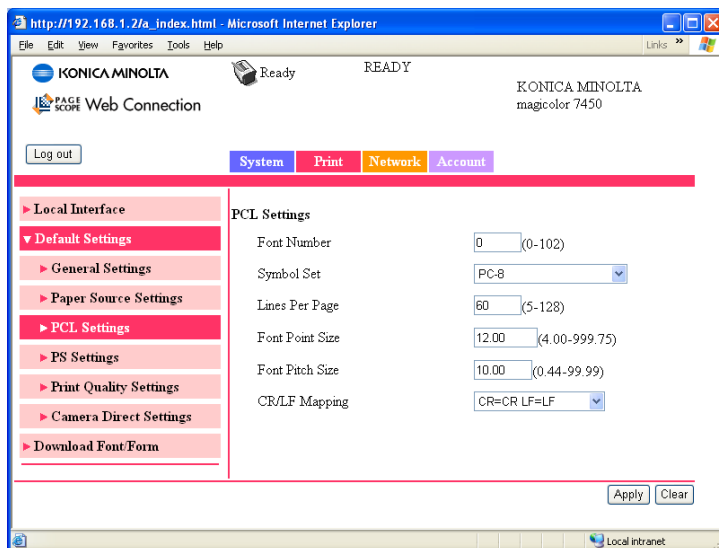 http://192.168.1.2/a_index.html - Microsoft Internet Explorer
File Edit View Favorites Tools Help Links »
KONICA MINOLTA
Ready
READY
KONICA MINOLTA
magicolor 7450
PAGE SCOPE Web Connection
Log out
System Print Network Account
Local Interface
Default Settings
General Settings
Paper Source Settings
PCL Settings
PS Settings
Print Quality Settings
Camera Direct Settings
Download Font/Form
PCL Settings
Font Number 0 (0-102)
Symbol Set PC-8
Lines Per Page 60 (5-128)
Font Point Size 12.00 (4.00-999.75)
Font Pitch Size 10.00 (0.44-99.99)
CR/LF Mapping CR=CR LF=LF
Apply Clear
Local intranet